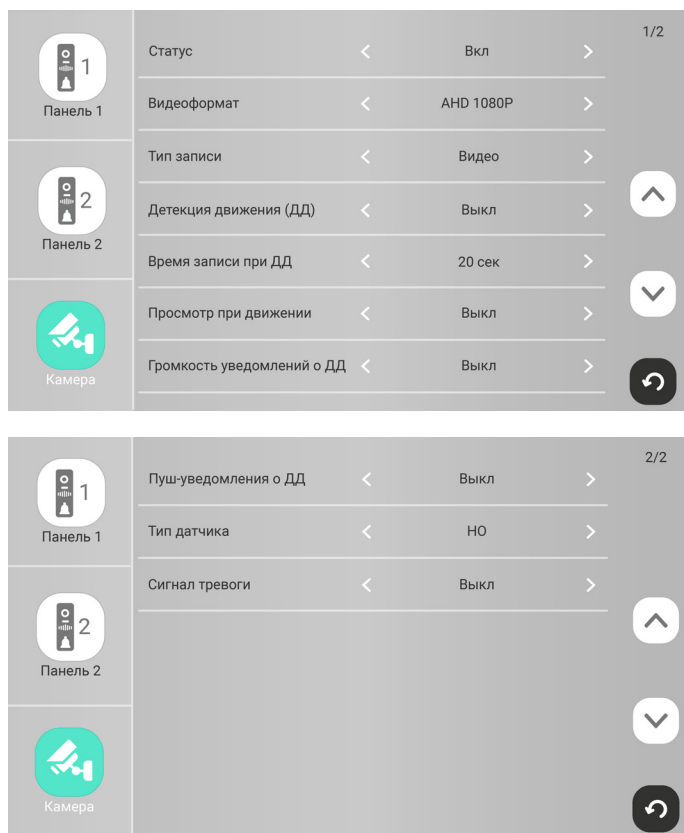 1/2
1
Панель 1
2
Панель 2
Камера
Статус Вкл
Видеоформат AHD 1080P
Тип записи Видео
Детекция движения (ДД) Выкл
Время записи при ДД 20 сек
Просмотр при движении Выкл
Громкость уведомлений о ДД Выкл
2/2
1
Панель 1
2
Панель 2
Камера
Пуш-уведомления о ДД Выкл
Тип датчика НО
Сигнал тревоги Выкл